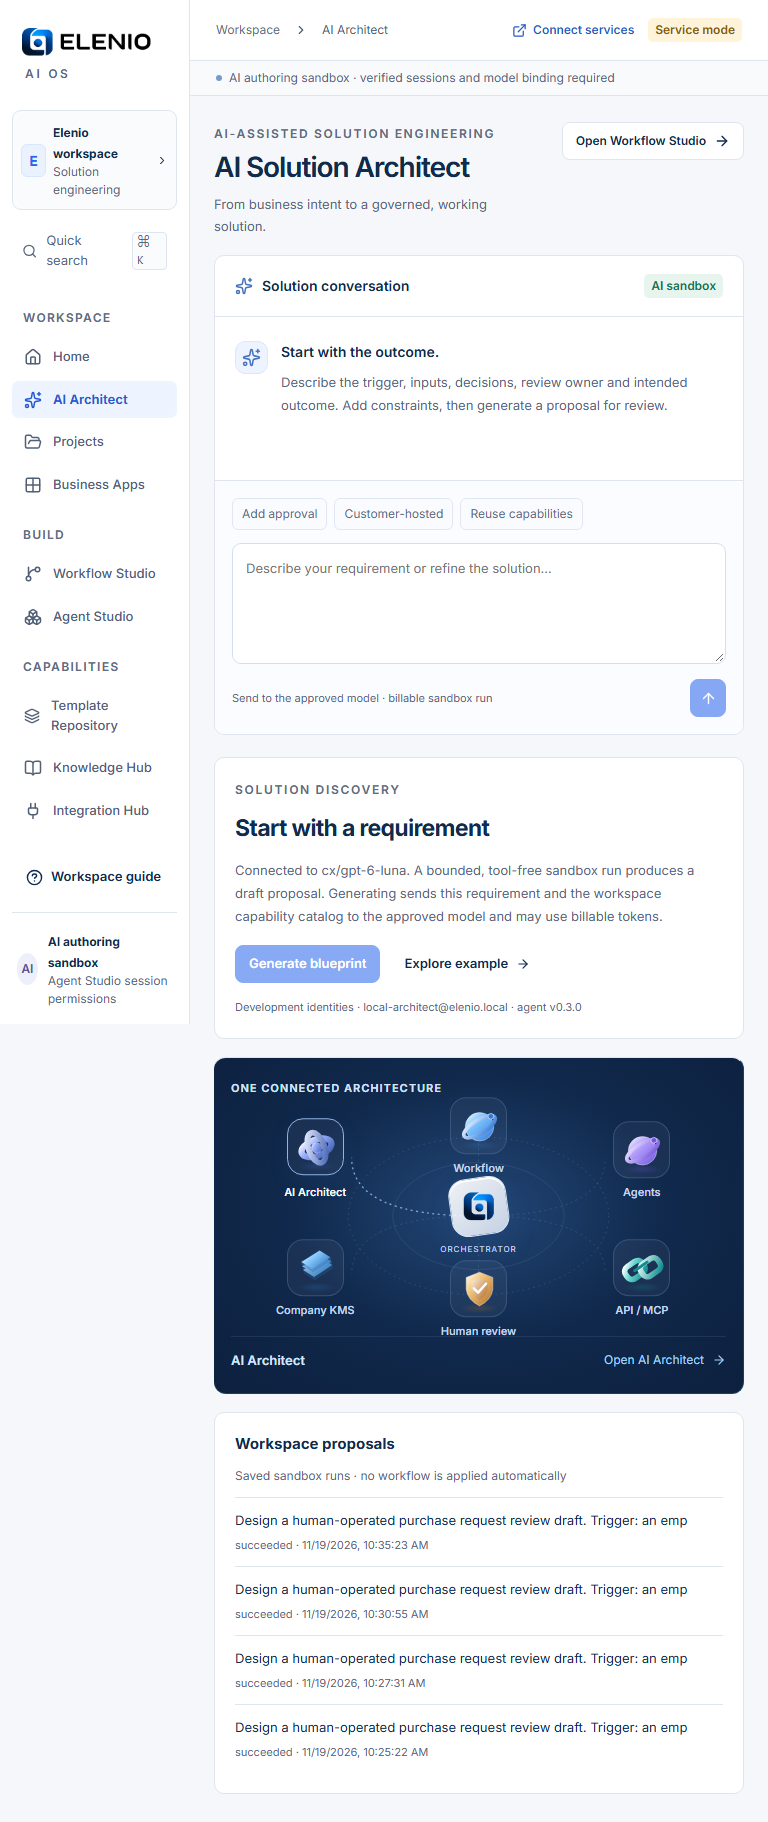 ELENIO
AI OS
Elenio
workspace
Solution
engineering
E
Quick
search
⌘
K
WORKSPACE
Home
AI Architect
Projects
Business Apps
BUILD
Workflow Studio
Agent Studio
CAPABILITIES
Template
Repository
Knowledge Hub
Integration Hub
Workspace guide
AI
AI authoring
sandbox
Agent Studio session
permissions
Workspace > AI Architect
Connect services
Service mode
AI authoring sandbox · verified sessions and model binding required
AI-ASSISTED SOLUTION ENGINEERING
AI Solution Architect
From business intent to a governed, working
solution.
Open Workflow Studio
Solution conversation
AI sandbox
Start with the outcome.
Describe the trigger, inputs, decisions, review owner and intended
outcome. Add constraints, then generate a proposal for review.
Add approval
Customer-hosted
Reuse capabilities
Describe your requirement or refine the solution...
Send to the approved model · billable sandbox run
SOLUTION DISCOVERY
Start with a requirement
Connected to cx/gpt-6-luna. A bounded, tool-free sandbox run produces a
draft proposal. Generating sends this requirement and the workspace
capability catalog to the approved model and may use billable tokens.
Generate blueprint
Explore example
Development identities · local-architect@elenio.local · agent v0.3.0
ONE CONNECTED ARCHITECTURE
AI Architect
Workflow
Agents
ORCHESTRATOR
Company KMS
Human review
API / MCP
AI Architect
Open AI Architect
Workspace proposals
Saved sandbox runs · no workflow is applied automatically
Design a human-operated purchase request review draft. Trigger: an emp
succeeded · 11/19/2026, 10:35:23 AM
Design a human-operated purchase request review draft. Trigger: an emp
succeeded · 11/19/2026, 10:30:55 AM
Design a human-operated purchase request review draft. Trigger: an emp
succeeded · 11/19/2026, 10:27:31 AM
Design a human-operated purchase request review draft. Trigger: an emp
succeeded · 11/19/2026, 10:25:22 AM